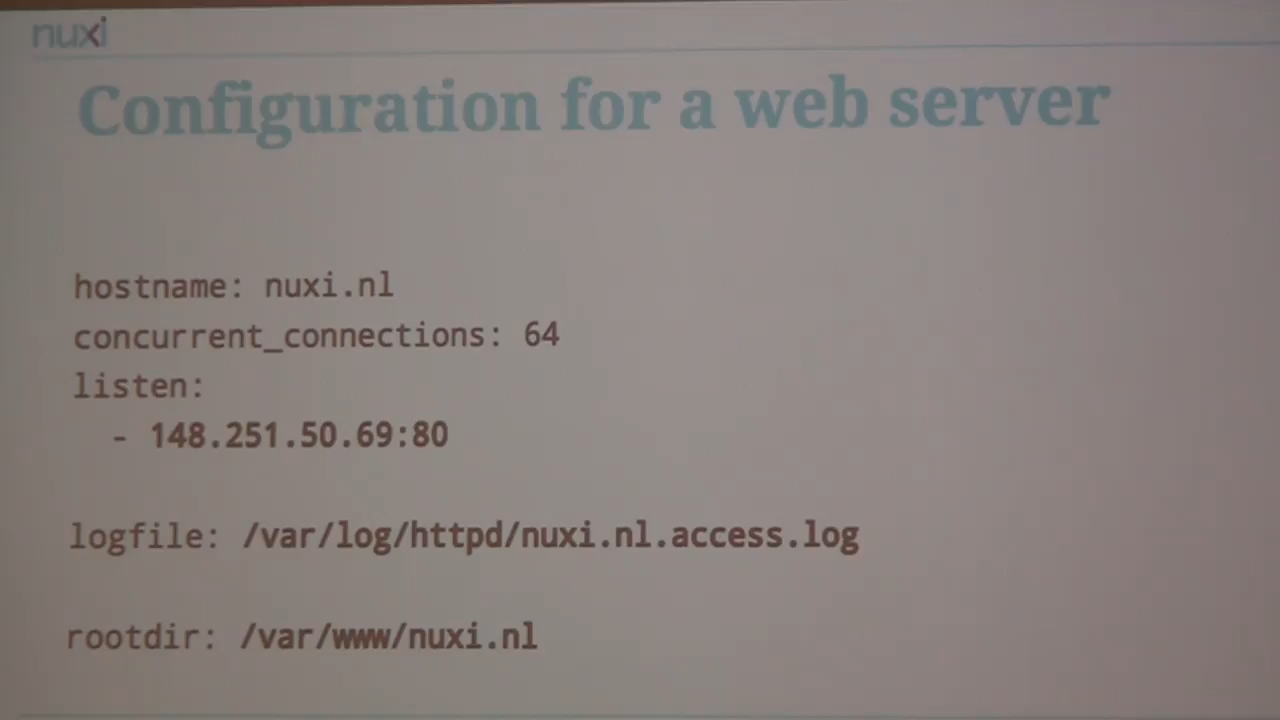 nuxi
Configuration for a web server
hostname: nuxi.nl
concurrent_connections: 64
listen:
- 148.251.50.69:80
logfile: /var/log/httpd/nuxi.nl.access.log
rootdir: /var/www/nuxi.nl